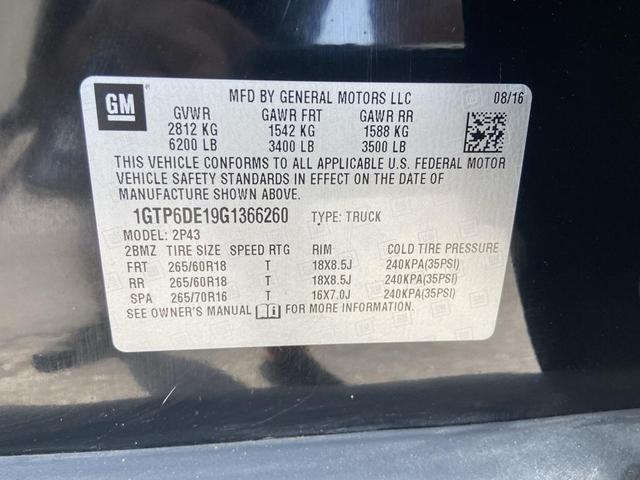 GM
MFD BY GENERAL MOTORS LLC 08/16
GVWR GAWR FRT GAWR RR
2812 KG 1542 KG 1588 KG
6200 LB 3400 LB 3500 LB
THIS VEHICLE CONFORMS TO ALL APPLICABLE U.S. FEDERAL MOTOR
VEHICLE SAFETY STANDARDS IN EFFECT ON THE DATE OF
MANUFACTURE SHOWN ABOVE.
1GTP6DE19G1366260 TYPE: TRUCK
MODEL: 2P43
2BMZ TIRE SIZE SPEED RTG RIM COLD TIRE PRESSURE
FRT 265/60R18 T 18X8.5J 240KPA(35PSI)
RR 265/60R18 T 18X8.5J 240KPA(35PSI)
SPA 265/70R16 T 16X7.0J 240KPA(35PSI)
SEE OWNER'S MANUAL FOR MORE INFORMATION.